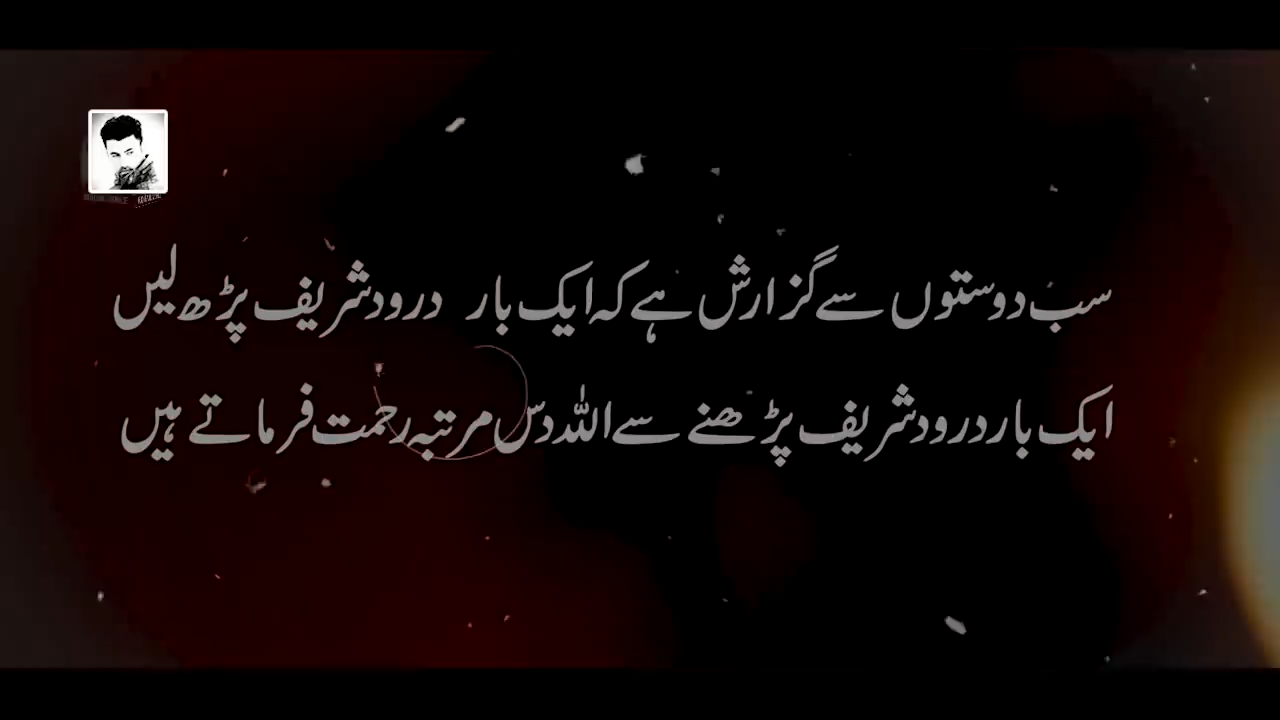 سب دوستوں سے گزارش ہے کہ ایک بار درود شریف پڑھ لیں
ایک بار درود شریف پڑھنے سے اللہ دس مرتبہ رحمت فرماتے ہیں